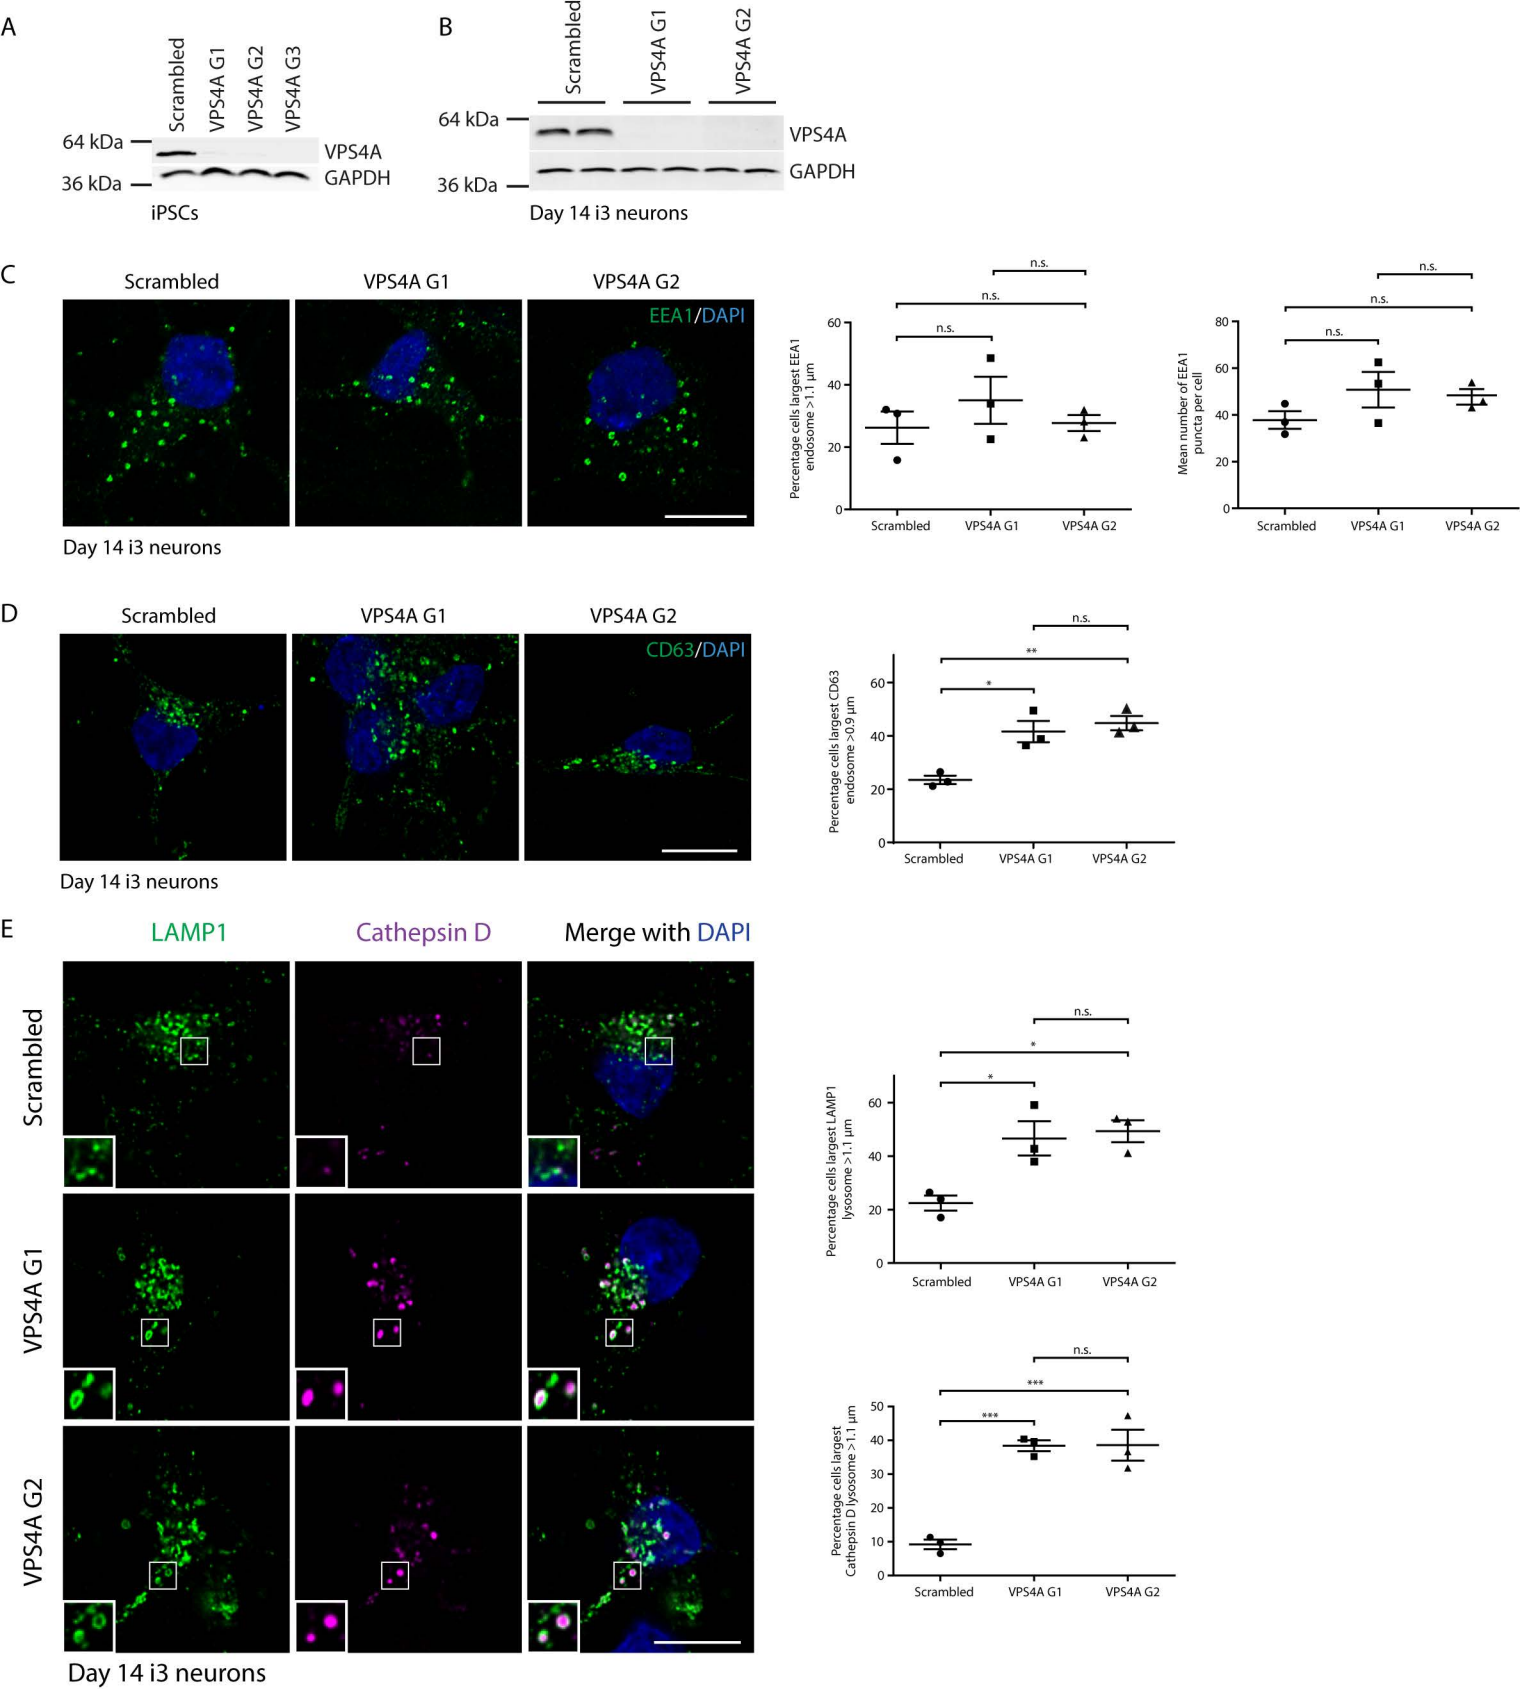 A
Scrambled
VPS4A G1
VPS4A G2
VPS4A G3
64 kDa
VPS4A
36 kDa
GAPDH
iPSCs
B
Scrambled
VPS4A G1
VPS4A G2
64 kDa
VPS4A
36 kDa
GAPDH
Day 14 i3 neurons
C
Scrambled
VPS4A G1
VPS4A G2
EEA1/DAPI
Day 14 i3 neurons
n.s.
n.s.
n.s.
Percentage cells largest EEA1
endosome >1.1 µm
60
40
20
0
Scrambled
VPS4A G1
VPS4A G2
n.s.
n.s.
n.s.
Mean number of EEA1
puncta per cell
80
60
40
20
0
Scrambled
VPS4A G1
VPS4A G2
D
Scrambled
VPS4A G1
VPS4A G2
CD63/DAPI
Day 14 i3 neurons
n.s.
**
*
Percentage cells largest CD63
endosome >0.9 µm
60
40
20
0
Scrambled
VPS4A G1
VPS4A G2
E
LAMP1
Cathepsin D
Merge with DAPI
Scrambled
VPS4A G1
VPS4A G2
Day 14 i3 neurons
n.s.
*
*
Percentage cells largest LAMP1
lysosome >1.1 µm
60
40
20
0
Scrambled
VPS4A G1
VPS4A G2
n.s.
***
***
Percentage cells largest
Cathepsin D lysosome >1.1 µm
50
40
30
20
10
0
Scrambled
VPS4A G1
VPS4A G2